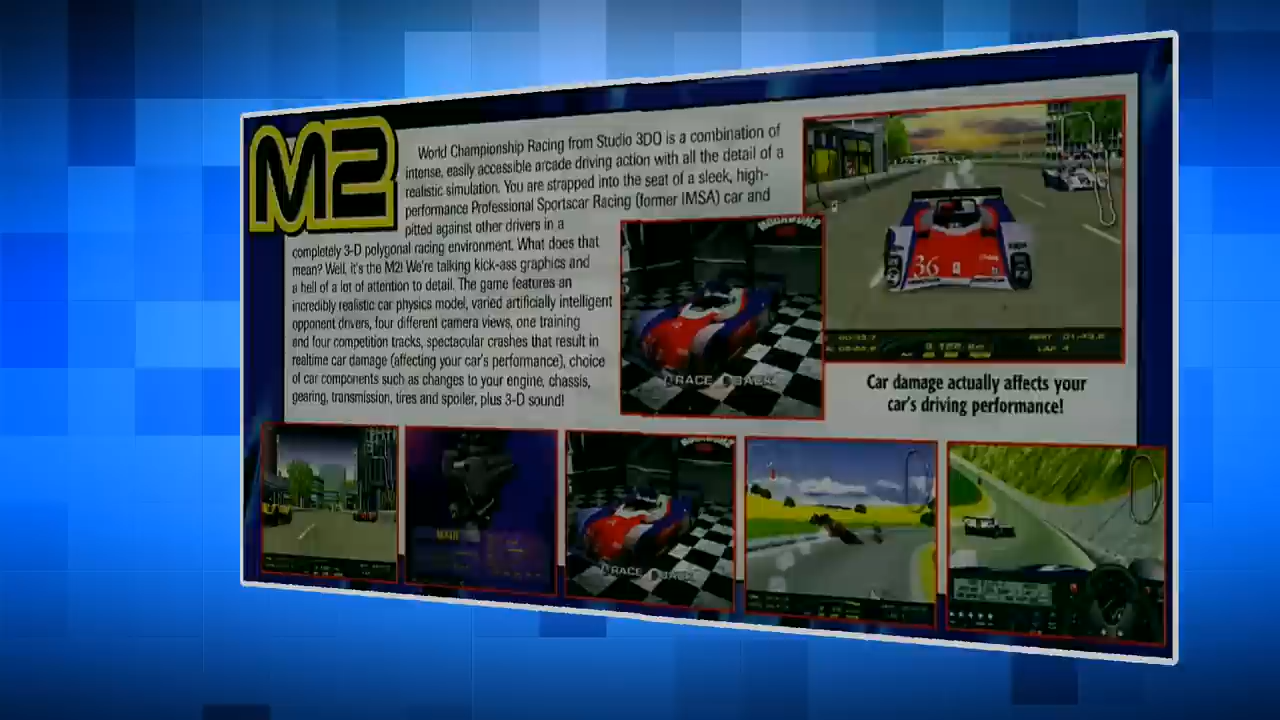 M2
World Championship Racing from Studio 3DO is a combination of
intense, easily accessible arcade driving action with all the detail of a
realistic simulation. You are strapped into the seat of a sleek, high-
performance Professional Sportscar Racing (former IMSA) car and
pitted against other drivers in a
completely 3-D polygonal racing environment. What does that
mean? Well, it's the M2! We're talking kick-ass graphics and
a hell of a lot of attention to detail. The game features an
incredibly realistic car physics model, varied artificially intelligent
opponent drivers, four different camera views, one training
and four competition tracks, spectacular crashes that result in
realtime car damage (affecting your car's performance), choice
of car components such as changes to your engine, chassis,
gearing, transmission, tires and spoiler, plus 3-D sound!
36
LAP 4
RACE BACK
Car damage actually affects your
car's driving performance!
RACE BACK